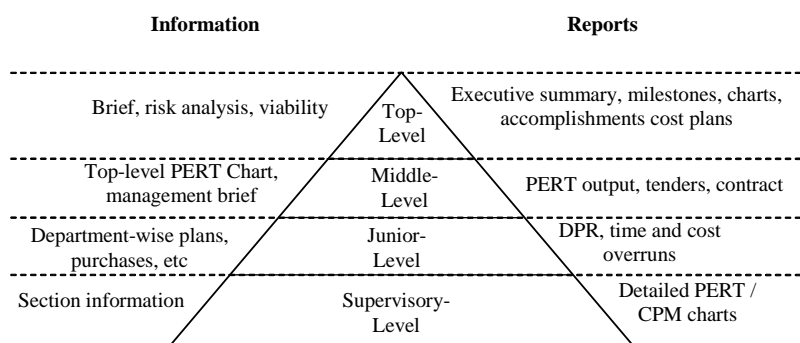 Information
Reports
Brief, risk analysis, viability
Top-
Level
Executive summary, milestones, charts,
accomplishments cost plans
Top-level PERT Chart,
management brief
Middle-
Level
PERT output, tenders, contract
Department-wise plans,
purchases, etc
Junior-
Level
DPR, time and cost
overruns
Section information
Supervisory-
Level
Detailed PERT /
CPM charts